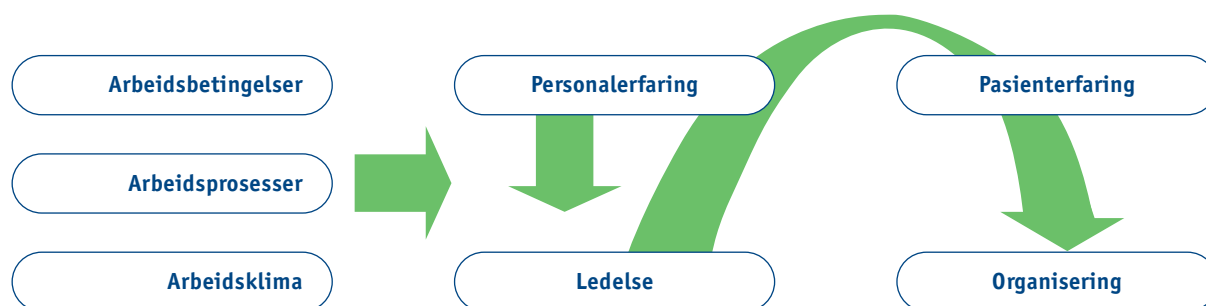 Arbeidsbetingelser
Personalerfaring
Pasienterfaring
Arbeidsprosesser
Arbeidsklima
Ledelse
Organisering